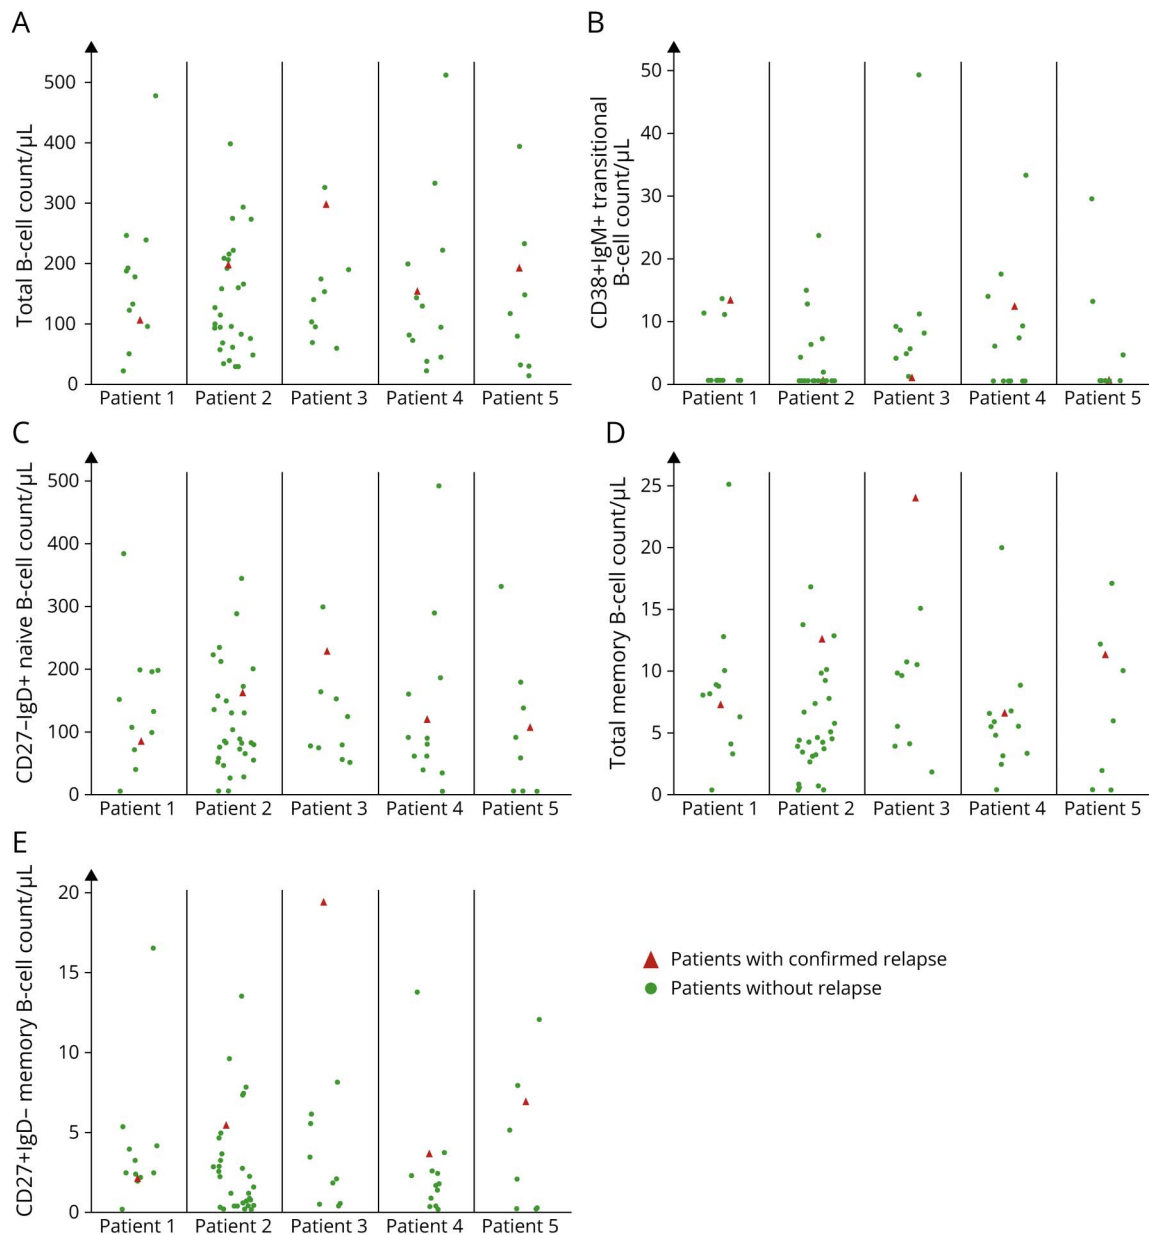 A
Total B-cell count/µL
500
400
300
200
100
0
Patient 1 Patient 2 Patient 3 Patient 4 Patient 5
B
CD38+IgM+ transitional
B-cell count/µL
50
40
30
20
10
0
Patient 1 Patient 2 Patient 3 Patient 4 Patient 5
C
CD27−IgD+ naive B-cell count/µL
500
400
300
200
100
0
Patient 1 Patient 2 Patient 3 Patient 4 Patient 5
D
Total memory B-cell count/µL
25
20
15
10
5
0
Patient 1 Patient 2 Patient 3 Patient 4 Patient 5
E
CD27+IgD− memory B-cell count/µL
20
15
10
5
0
Patient 1 Patient 2 Patient 3 Patient 4 Patient 5
Patients with confirmed relapse
Patients without relapse